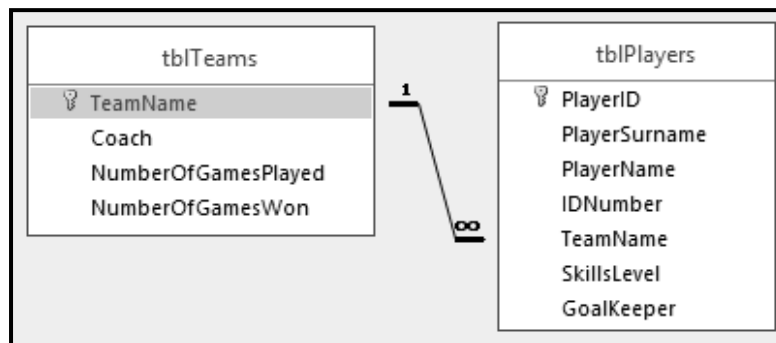 tblTeams
TeamName
Coach
NumberOfGamesPlayed
NumberOfGamesWon
1
∞
tblPlayers
PlayerID
PlayerSurname
PlayerName
IDNumber
TeamName
SkillsLevel
GoalKeeper